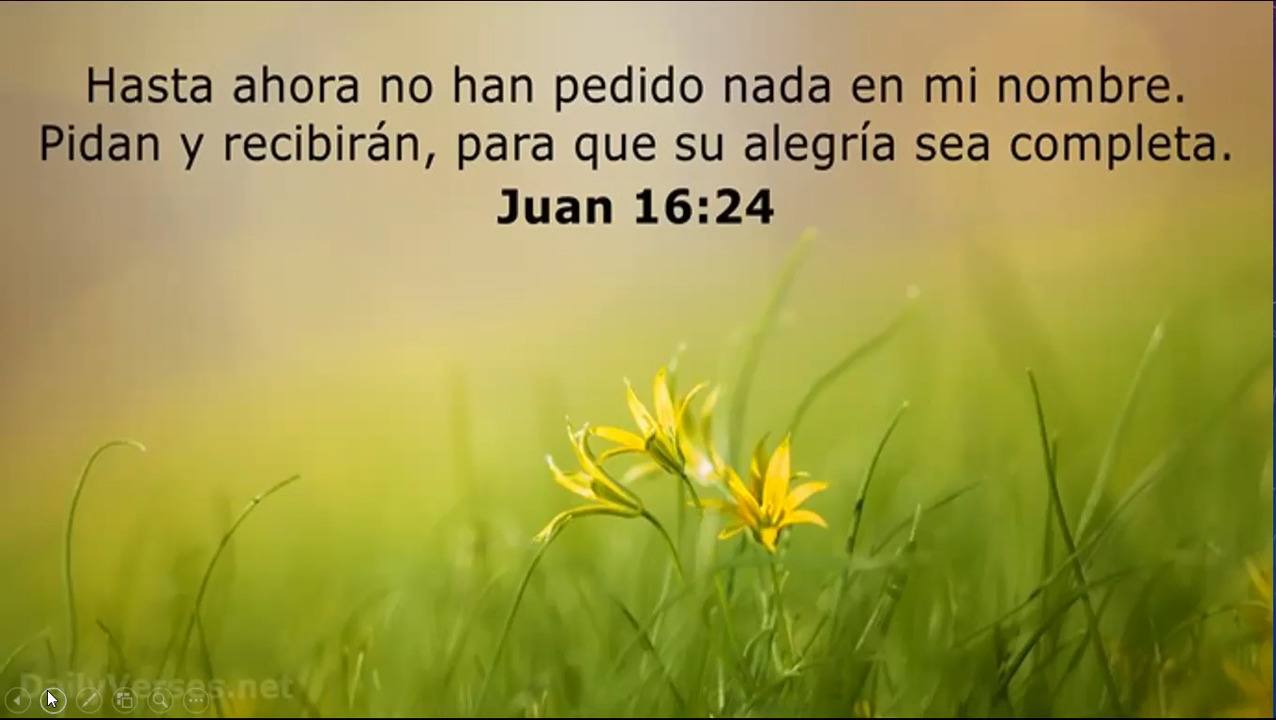 Hasta ahora no han pedido nada en mi nombre.
Pidan y recibirán, para que su alegría sea completa.
Juan 16:24
DailyVerses.net